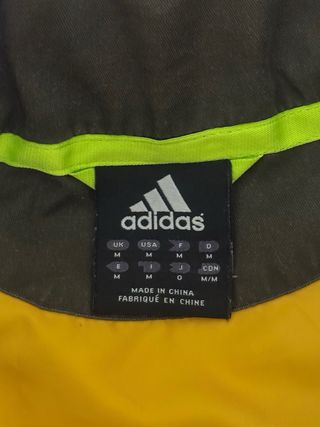 adidas
UK USA F D
M M M M
E I J CDN
M M O M/M
MADE IN CHINA
FABRIQUÉ EN CHINE